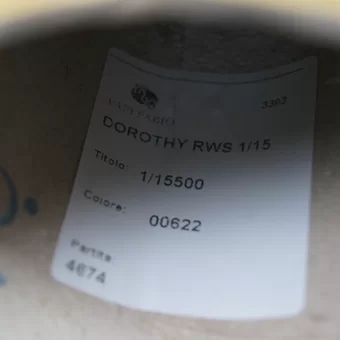 3302
DOROTHY RWS 1/15
Titolo: 1/15500
Colore: 00622
Partita:
4674